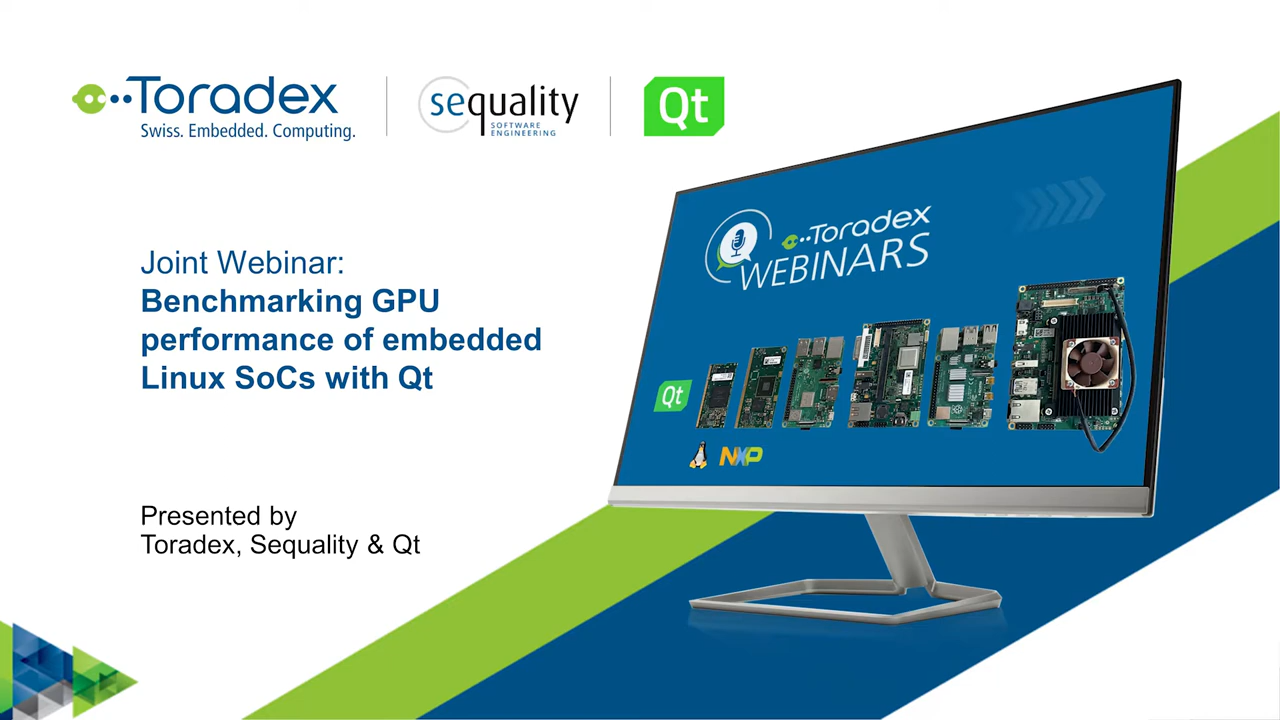 Toradex
Swiss. Embedded. Computing.
sequality
SOFTWARE
ENGINEERING
Qt
Joint Webinar:
Benchmarking GPU
performance of embedded
Linux SoCs with Qt
Presented by
Toradex, Sequality & Qt
Toradex
WEBINARS
Qt
NXP